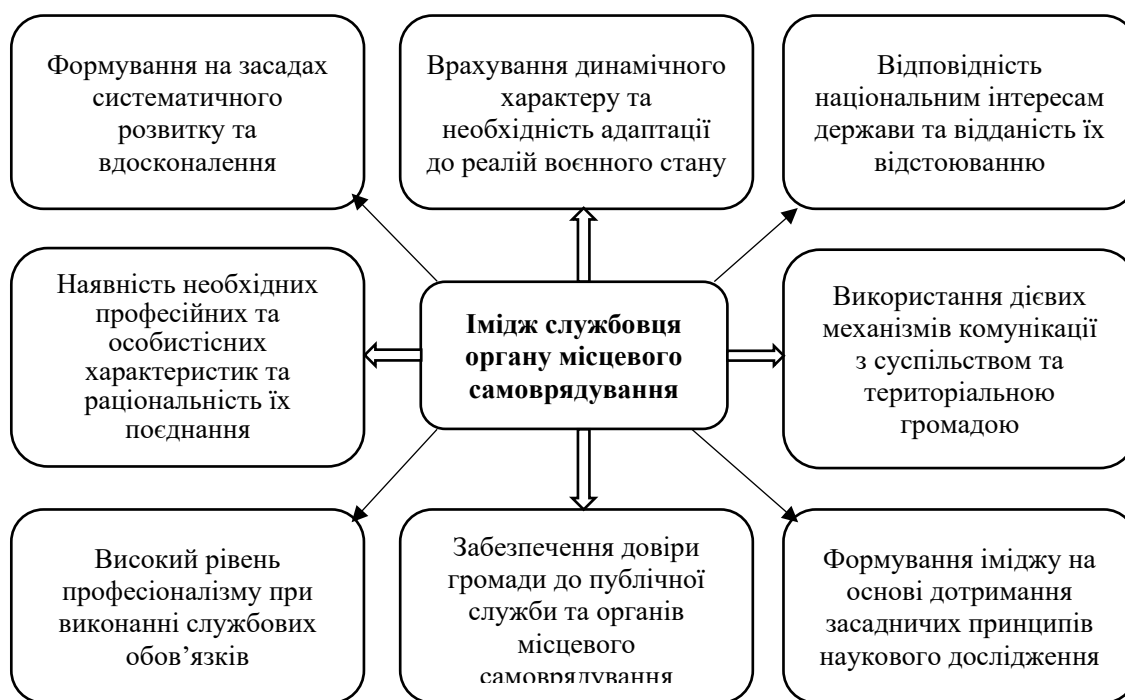 Формування на засадах
систематичного
розвитку та
вдосконалення
Врахування динамічного
характеру та
необхідність адаптації
до реалій воєнного стану
Відповідність
національним інтересам
держави та відданість їх
відстоюванню
Наявність необхідних
професійних та
особистісних
характеристик та
раціональність їх
поєднання
Імідж службовця
органу місцевого
самоврядування
Використання дієвих
механізмів комунікації
з суспільством та
територіальною
громадою
Високий рівень
професіоналізму при
виконанні службових
обов’язків
Забезпечення довіри
громади до публічної
служби та органів
місцевого
самоврядування
Формування іміджу на
основі дотримання
засадничих принципів
наукового дослідження